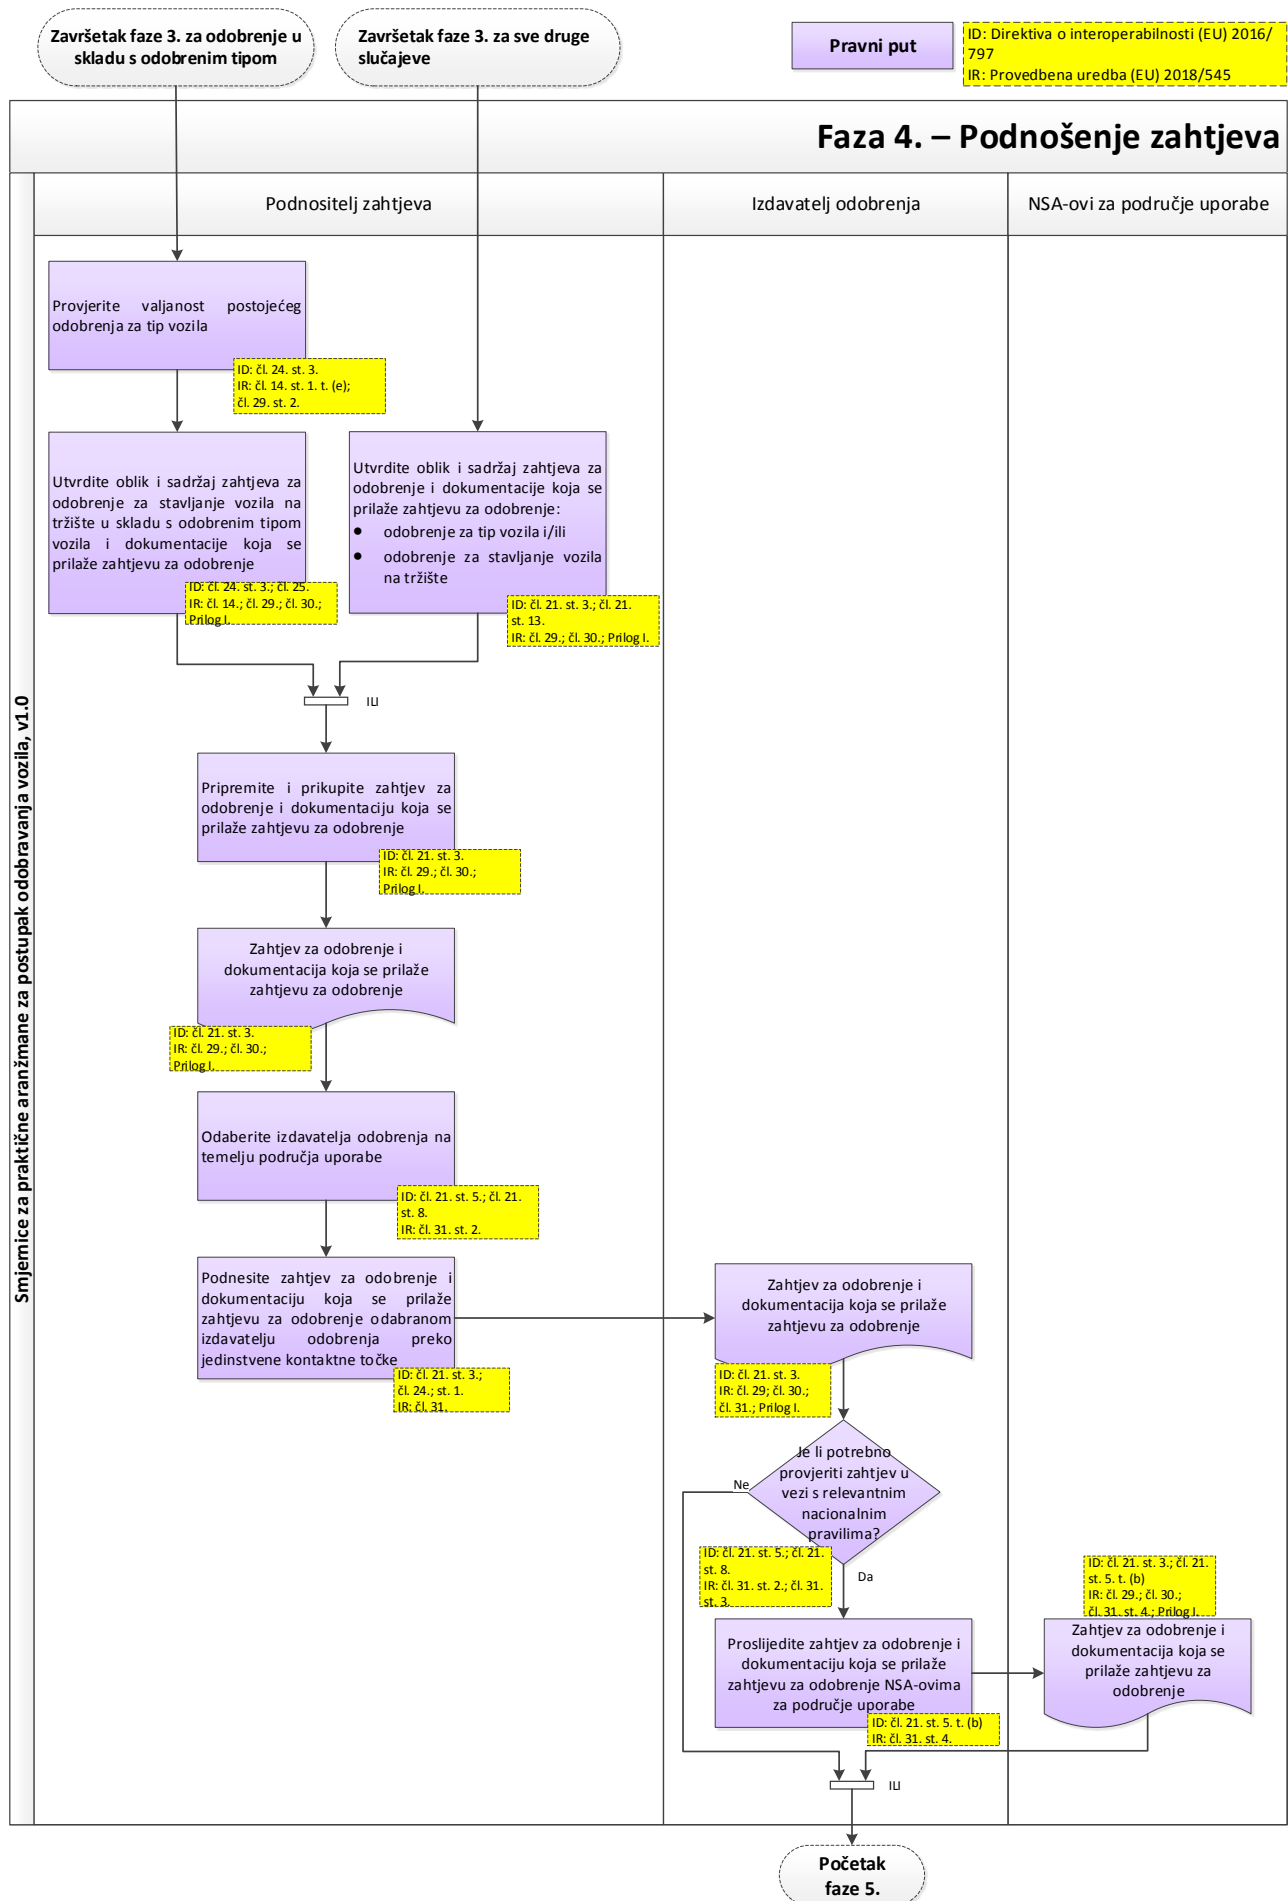 Završetak faze 3. za odobrenje u
skladu s odobrenim tipom
Završetak faze 3. za sve druge
slučajeve
Pravni put
ID: Direktiva o interoperabilnosti (EU) 2016/
797
IR: Provedbena uredba (EU) 2018/545
Faza 4. – Podnošenje zahtjeva
Smjernice za praktične aranžmane za postupak odobravanja vozila, v1.0
Podnositelj zahtjeva
Izdavatelj odobrenja
NSA-ovi za područje uporabe
Provjerite valjanost postojećeg
odobrenja za tip vozila
ID: čl. 24. st. 3.
IR: čl. 14. st. 1. t. (e);
čl. 29. st. 2.
Utvrdite oblik i sadržaj zahtjeva za
odobrenje za stavljanje vozila na
tržište u skladu s odobrenim tipom
vozila i dokumentacije koja se
prilaže zahtjevu za odobrenje
ID: čl. 24. st. 3.; čl. 25.
IR: čl. 14.; čl. 29.; čl. 30.;
Prilog I.
Utvrdite oblik i sadržaj zahtjeva za
odobrenje i dokumentacije koja se
prilaže zahtjevu za odobrenje:
• odobrenje za tip vozila i/ili
• odobrenje za stavljanje vozila
na tržište
ID: čl. 21. st. 3.; čl. 21.
st. 13.
IR: čl. 29.; čl. 30.; Prilog I.
ILI
Pripremite i prikupite zahtjev za
odobrenje i dokumentaciju koja se
prilaže zahtjevu za odobrenje
ID: čl. 21. st. 3.
IR: čl. 29.; čl. 30.;
Prilog I.
Zahtjev za odobrenje i
dokumentacija koja se prilaže
zahtjevu za odobrenje
ID: čl. 21. st. 3.
IR: čl. 29.; čl. 30.;
Prilog I.
Odaberite izdavatelja odobrenja na
temelju područja uporabe
ID: čl. 21. st. 5.; čl. 21.
st. 8.
IR: čl. 31. st. 2.
Podnesite zahtjev za odobrenje i
dokumentaciju koja se prilaže
zahtjevu za odobrenje odabranom
izdavatelju odobrenja preko
jedinstvene kontaktne točke
ID: čl. 21. st. 3.;
čl. 24.; st. 1.
IR: čl. 31.
Zahtjev za odobrenje i
dokumentacija koja se prilaže
zahtjevu za odobrenje
ID: čl. 21. st. 3.
IR: čl. 29; čl. 30.;
čl. 31.; Prilog I.
Je li potrebno
provjeriti zahtjev u
vezi s relevantnim
nacionalnim
pravilima?
Ne
ID: čl. 21. st. 5.; čl. 21.
st. 8.
IR: čl. 31. st. 2.; čl. 31.
st. 3.
Da
Proslijedite zahtjev za odobrenje i
dokumentaciju koja se prilaže
zahtjevu za odobrenje NSA-ovima
za područje uporabe
ID: čl. 21. st. 5. t. (b)
IR: čl. 31. st. 4.
ID: čl. 21. st. 3.; čl. 21.
st. 5. t. (b)
IR: čl. 29.; čl. 30.;
čl. 31. st. 4.; Prilog I.
Zahtjev za odobrenje i
dokumentacija koja se
prilaže zahtjevu za
odobrenje
ILI
Početak
faze 5.